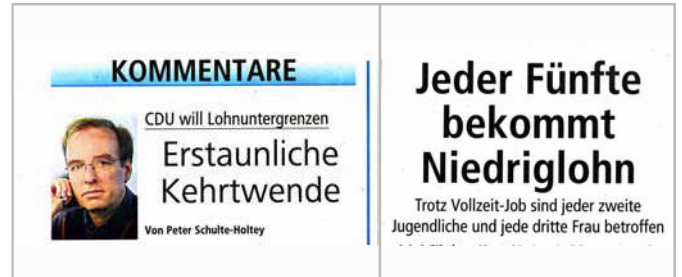 KOMMENTARE
CDU will Lohnuntergrenzen
Erstaunliche
Kehrtwende
Von Peter Schulte-Holtey
Jeder Fünfte
bekommt
Niedriglohn
Trotz Vollzeit-Job sind jeder zweite
Jugendliche und jede dritte Frau betroffen